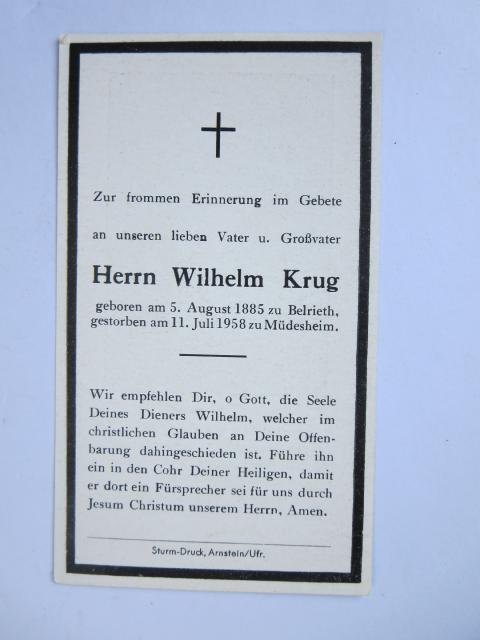 Zur frommen Erinnerung im Gebete
an unseren lieben Vater u. Großvater
Herrn Wilhelm Krug
geboren am 5. August 1885 zu Belrieth,
gestorben am 11. Juli 1958 zu Müdesheim.
Wir empfehlen Dir, o Gott, die Seele
Deines Dieners Wilhelm, welcher im
christlichen Glauben an Deine Offen-
barung dahingeschieden ist. Führe ihn
ein in den Cohr Deiner Heiligen, damit
er dort ein Fürsprecher sei für uns durch
Jesum Christum unserem Herrn, Amen.
Sturm-Druck, Arnstein/Ufr.